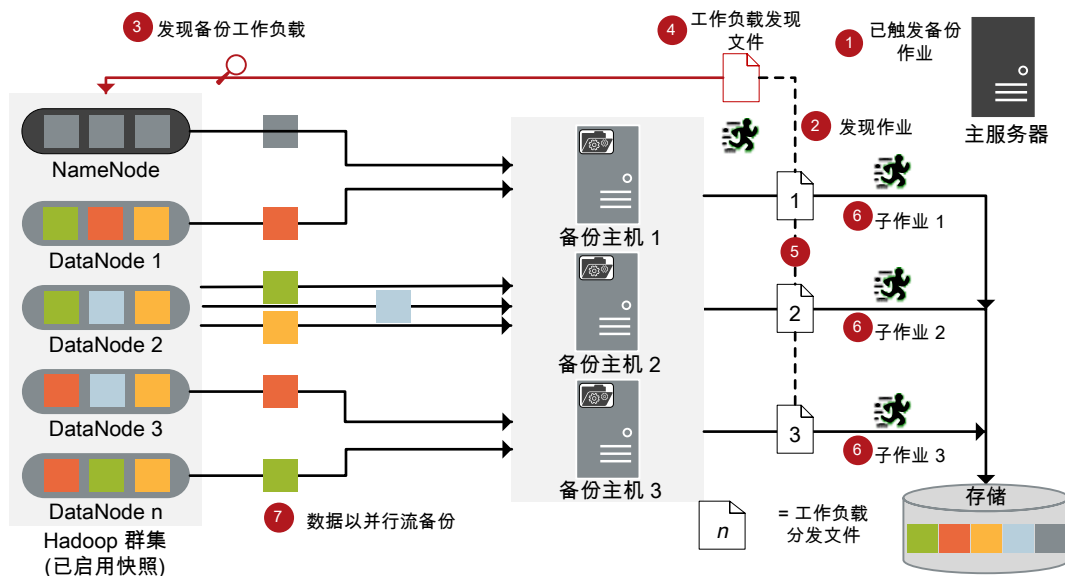 3 发现备份工作负载
4 工作负载发现
文件
1 已触发备份
作业
主服务器
2 发现作业
NameNode
DataNode 1
DataNode 2
DataNode 3
DataNode n
Hadoop 群集
(已启用快照)
备份主机 1
备份主机 2
备份主机 3
1
6 子作业 1
5
2
6 子作业 2
3
6 子作业 3
7 数据以并行流备份
n
= 工作负载
分发文件
存储